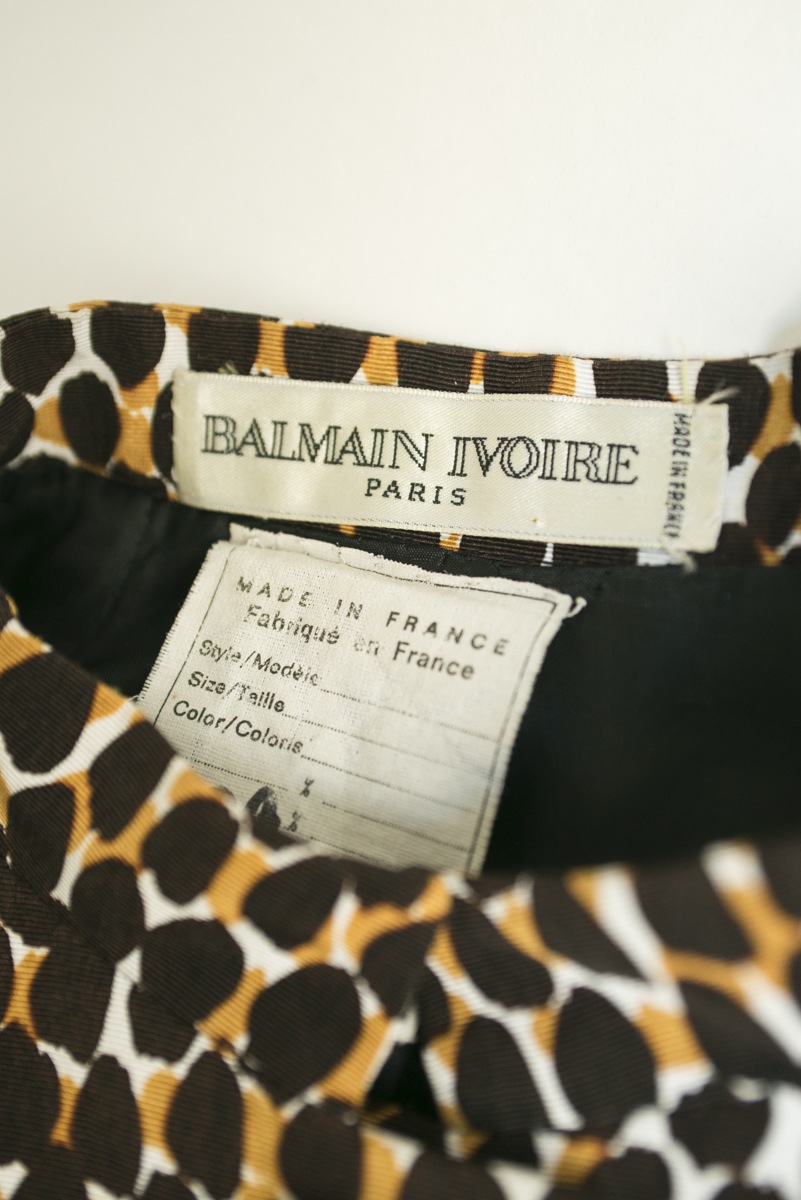 BALMAIN IVOIRE
PARIS
MADE IN FRANCE
MADE IN FRANCE
Fabriqué en France
Style/Modèle
Size/Taille
Color/Coloris
%
%